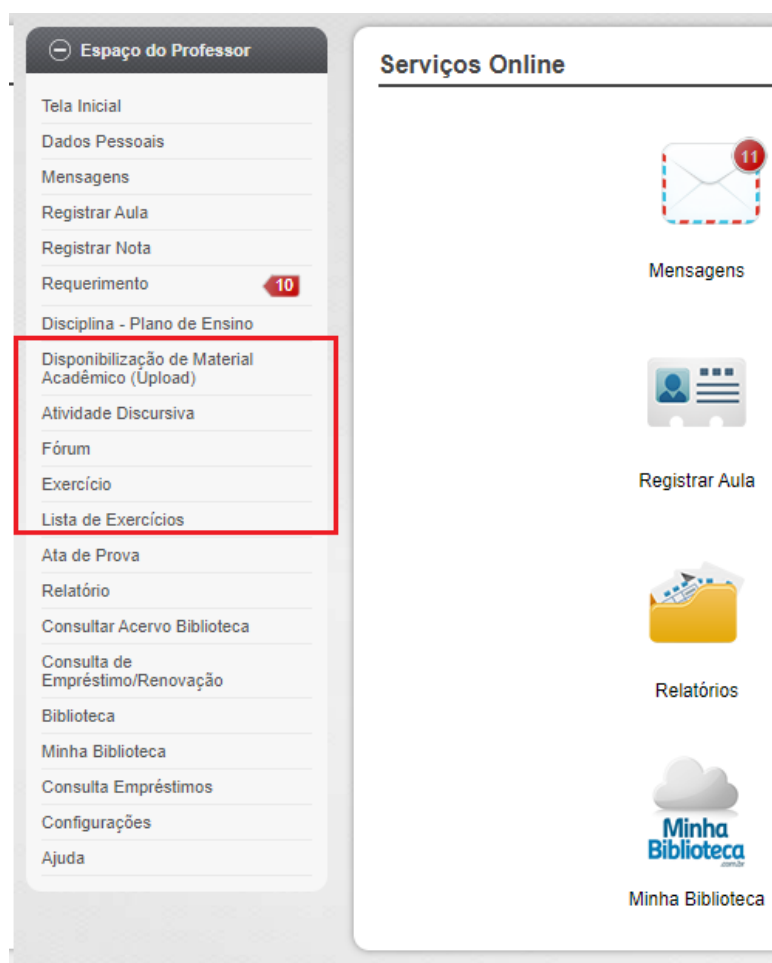 Espaço do Professor
Tela Inicial
Dados Pessoais
Mensagens
Registrar Aula
Registrar Nota
Requerimento 10
Disciplina - Plano de Ensino
Disponibilização de Material
Acadêmico (Upload)
Atividade Discursiva
Fórum
Exercício
Lista de Exercícios
Ata de Prova
Relatório
Consultar Acervo Biblioteca
Consulta de
Empréstimo/Renovação
Biblioteca
Minha Biblioteca
Consulta Empréstimos
Configurações
Ajuda
Serviços Online
11
Mensagens
Registrar Aula
Relatórios
Minha
Biblioteca
.com.br
Minha Biblioteca